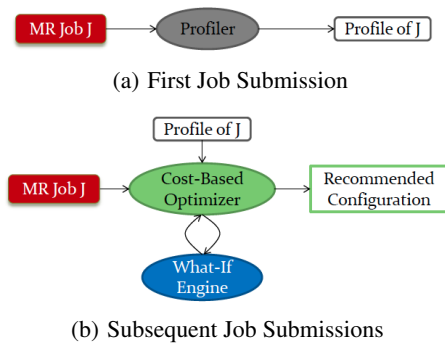 MR Job J
Profiler
Profile of J
(a) First Job Submission
Profile of J
MR Job J
Cost-Based
Optimizer
Recommended
Configuration
What-If
Engine
(b) Subsequent Job Submissions